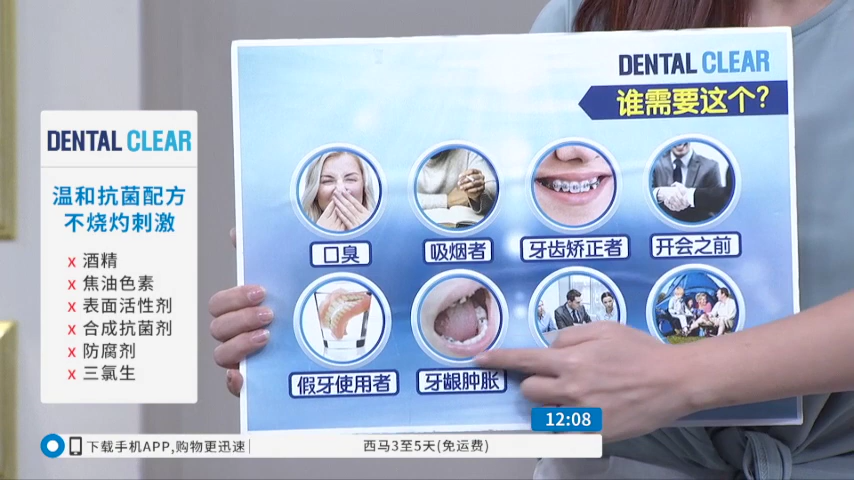 DENTAL CLEAR
谁需要这个?
口臭
吸烟者
牙齿矫正者
开会之前
假牙使用者
牙龈肿胀
DENTAL CLEAR
温和抗菌配方
不烧灼刺激
x 酒精
x 焦油色素
x 表面活性剂
x 合成抗菌剂
x 防腐剂
x 三氯生
12:08
下载手机APP,购物更迅速
西马3至5天(免运费)